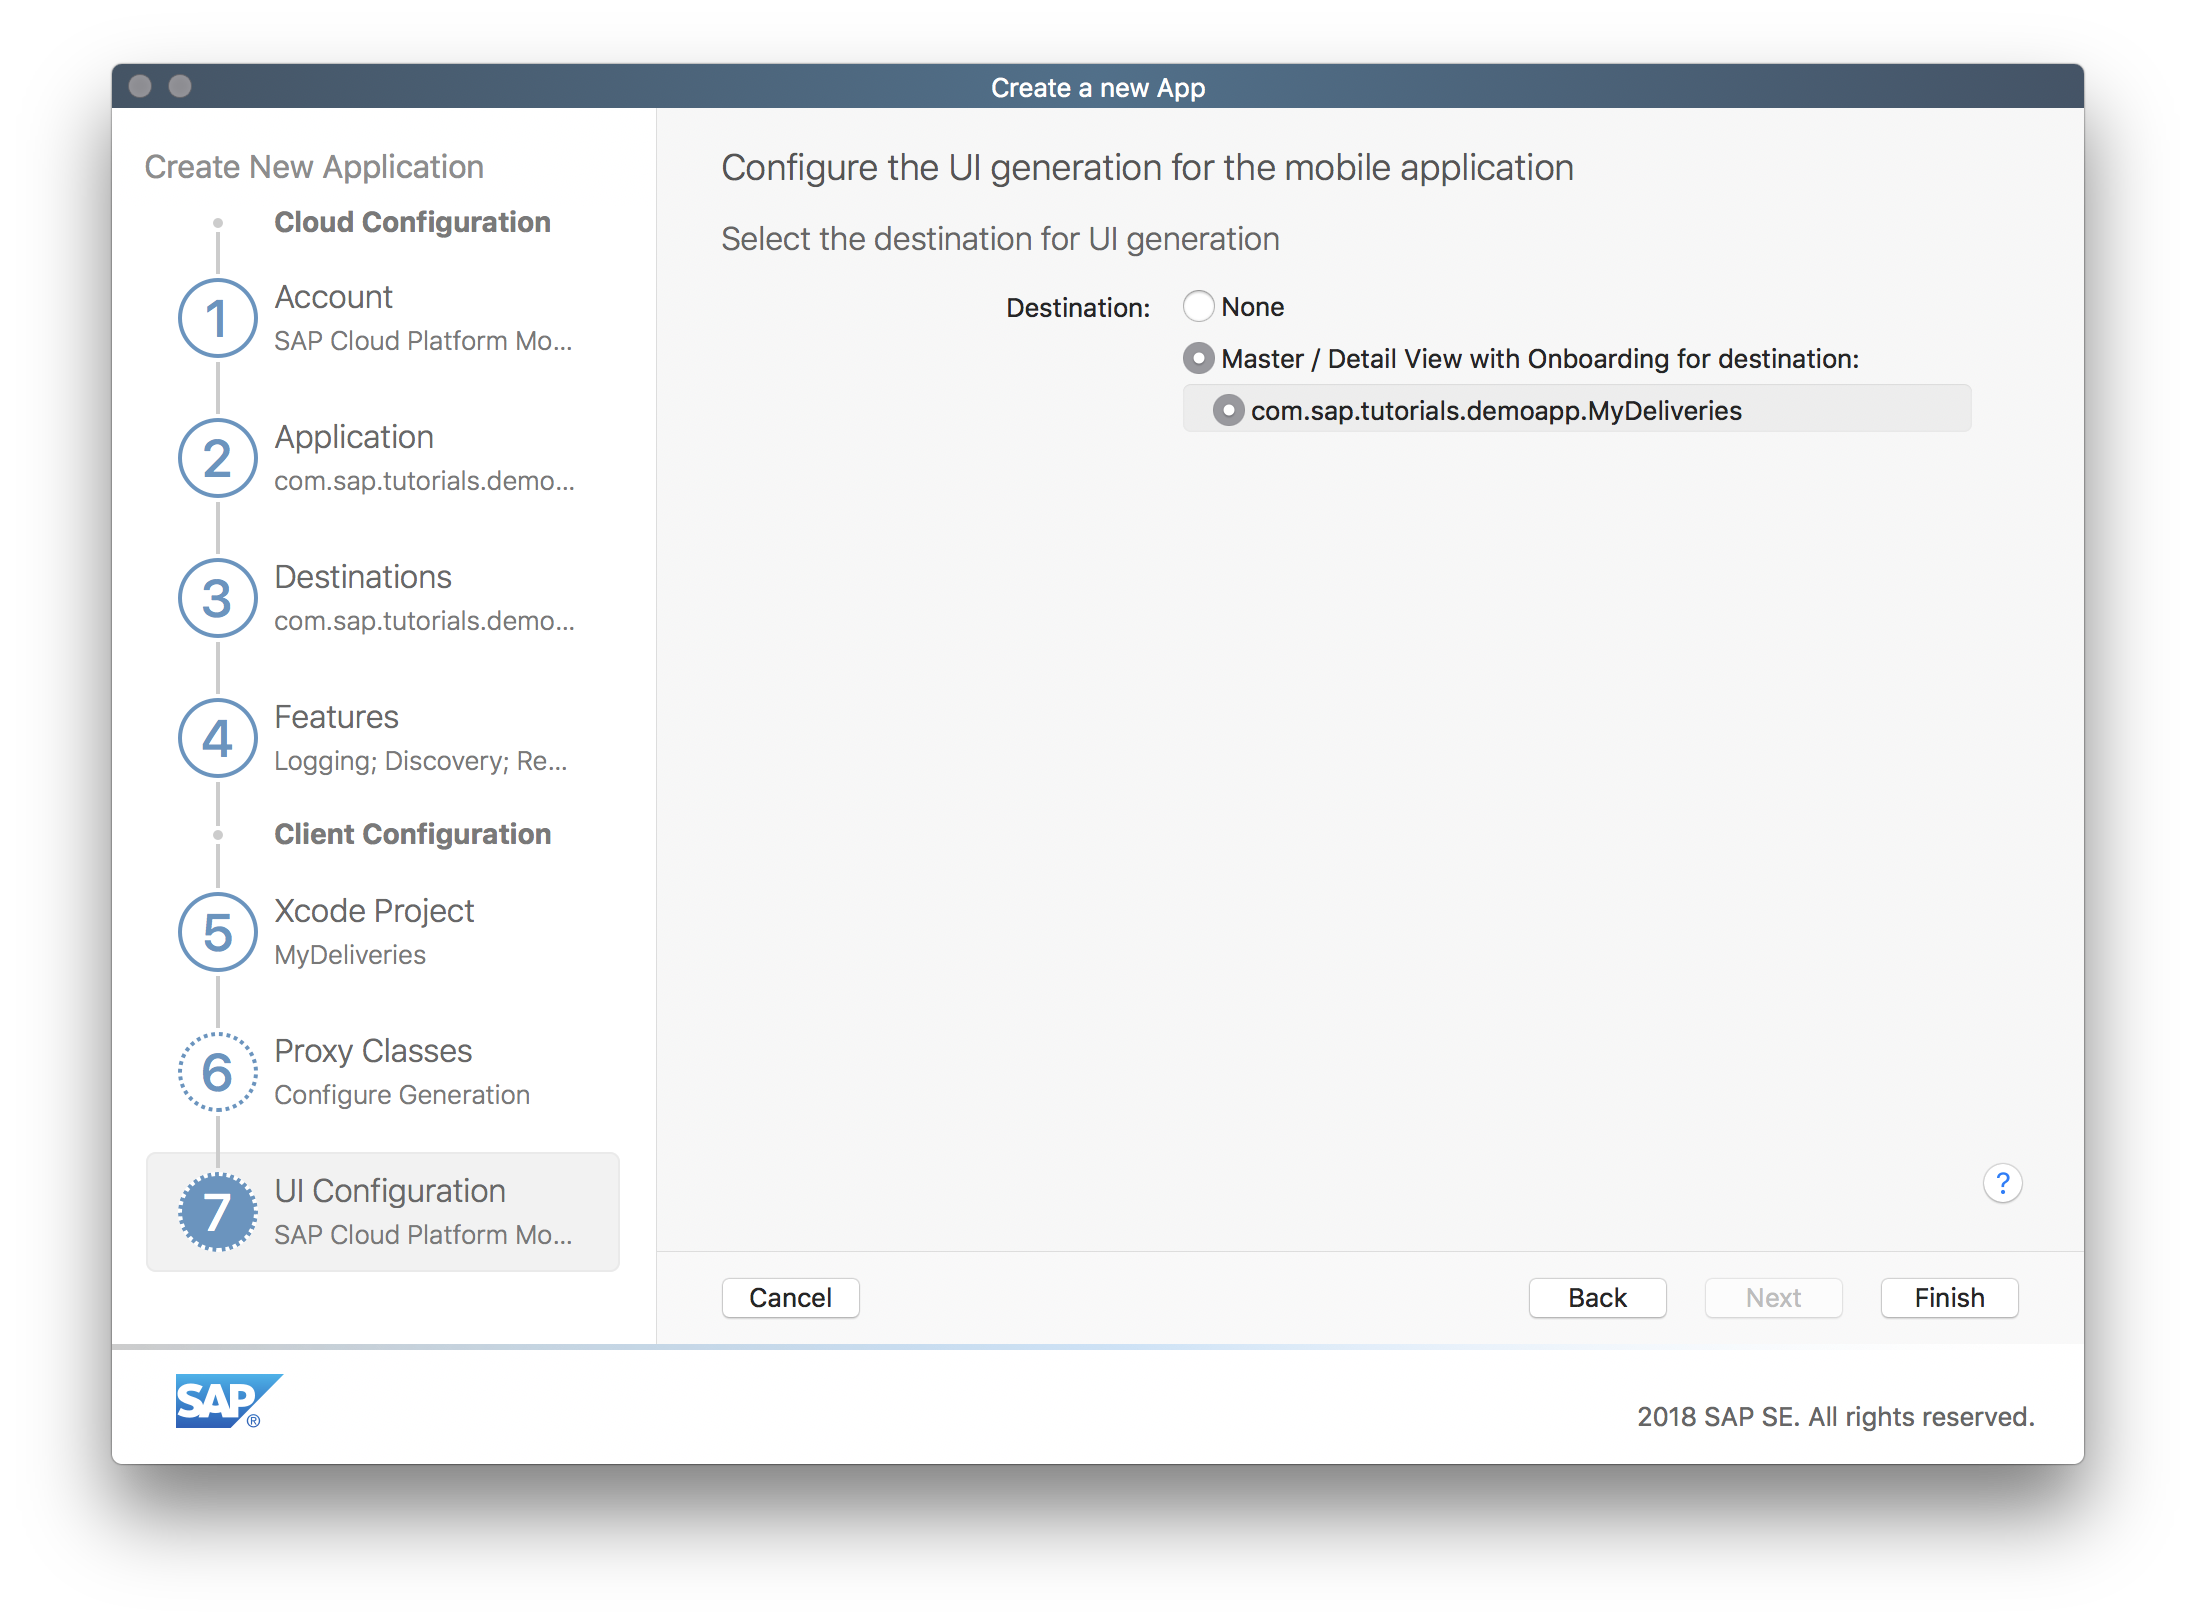 Create a new App
Create New Application
Cloud Configuration
1
Account
SAP Cloud Platform Mo...
2
Application
com.sap.tutorials.demo...
3
Destinations
com.sap.tutorials.demo...
4
Features
Logging; Discovery; Re...
Client Configuration
5
Xcode Project
MyDeliveries
6
Proxy Classes
Configure Generation
7
UI Configuration
SAP Cloud Platform Mo...
Configure the UI generation for the mobile application
Select the destination for UI generation
Destination: None
Master / Detail View with Onboarding for destination:
com.sap.tutorials.demoapp.MyDeliveries
?
Cancel Back Next Finish
SAP®
2018 SAP SE. All rights reserved.